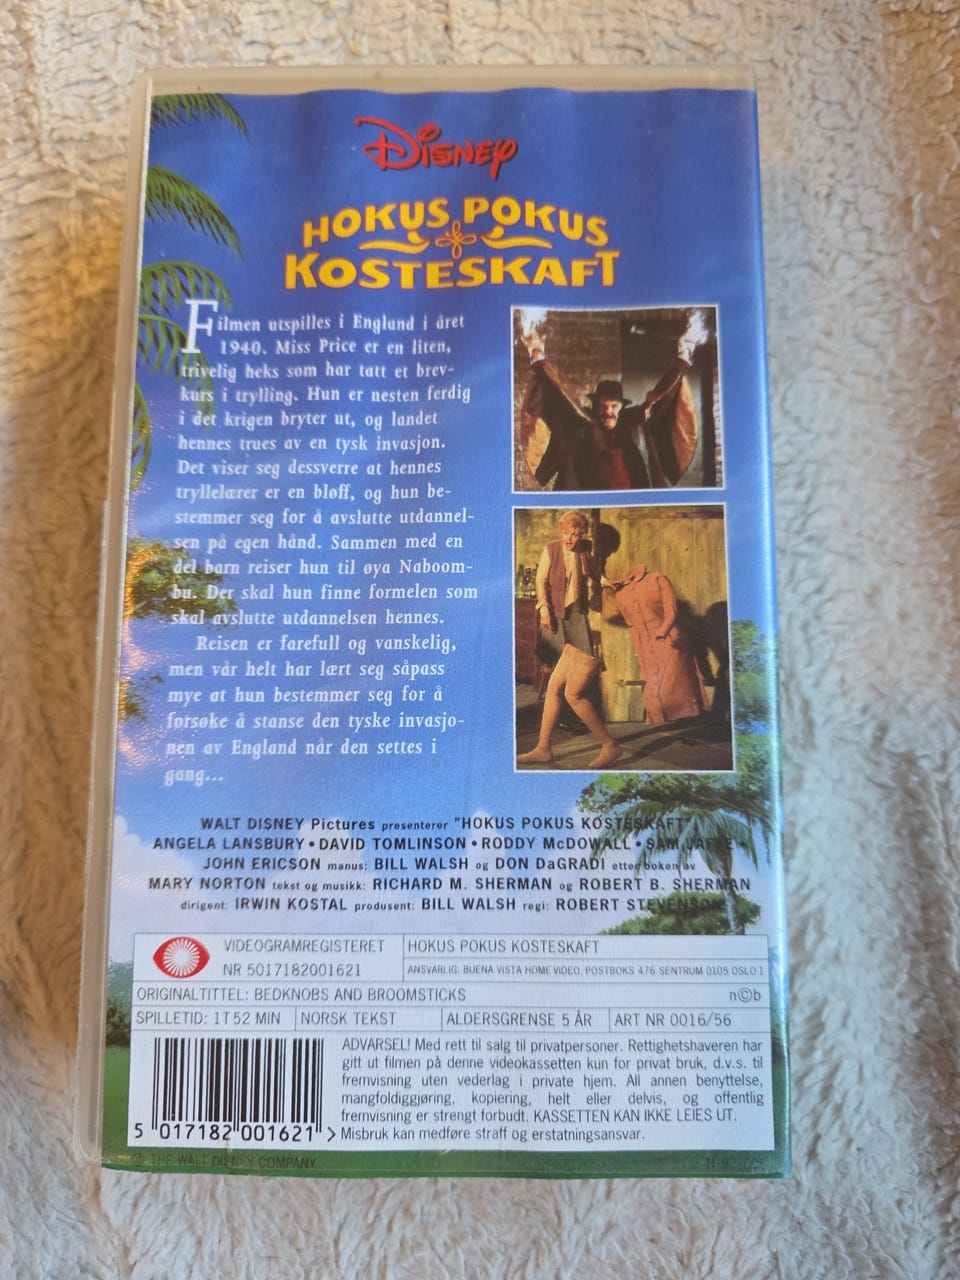 Disney
HOKUS POKUS
KOSTESKAFT
Filmen utspilles i England i året
1940. Miss Price er en liten,
trivelig heks som har tatt et brev-
kurs i trylling. Hun er nesten ferdig
i det krigen bryter ut, og landet
hennes trues av en tysk invasjon.
Det viser seg dessverre at hennes
tryllelærer er en bløff, og hun be-
stemmer seg for å avslutte utdannel-
sen på egen hånd. Sammen med en
del barn reiser hun til øya Naboom-
bu. Der skal hun finne formelen som
skal avslutte utdannelsen hennes.
Reisen er farefull og vanskelig,
men vår helt har lært seg såpass
mye at hun bestemmer seg for å
forsøke å stanse den tyske invasjo-
nen av England når den settes i
gang...
WALT DISNEY Pictures presenterer "HOKUS POKUS KOSTESKAFT"
ANGELA LANSBURY • DAVID TOMLINSON • RODDY McDOWALL • SAM JAFFE •
JOHN ERICSON manus: BILL WALSH og DON DaGRADI etter boken av
MARY NORTON tekst og musikk: RICHARD M. SHERMAN og ROBERT B. SHERMAN
dirigent: IRWIN KOSTAL produsent: BILL WALSH regi: ROBERT STEVENSON
VIDEOGRAMREGISTERET
NR 5017182001621
HOKUS POKUS KOSTESKAFT
ANSVARLIG: BUENA VISTA HOME VIDEO, POSTBOKS 476 SENTRUM 0105 OSLO 1
ORIGINALTITTEL: BEDKNOBS AND BROOMSTICKS n©b
SPILLETID: 1T 52 MIN NORSK TEKST ALDERSGRENSE 5 ÅR ART NR 0016/56
ADVARSEL! Med rett til salg til privatpersoner. Rettighetshaveren har
gitt ut filmen på denne videokassetten kun for privat bruk, d.v.s. til
fremvisning uten vederlag i private hjem. All annen benyttelse,
mangfoldiggjøring, kopiering, helt eller delvis, og offentlig
fremvisning er strengt forbudt. KASSETTEN KAN IKKE LEIES UT.
Misbruk kan medføre straff og erstatningsansvar.
5 017182 001621 >
© THE WALT DISNEY COMPANY